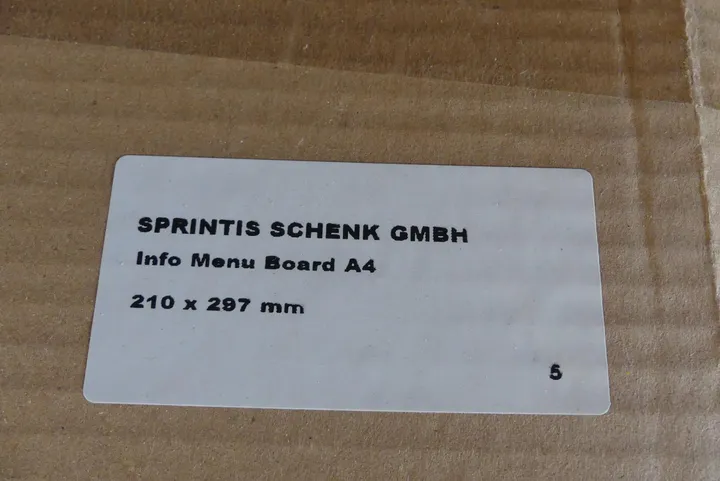 SPRINTIS SCHENK GMBH
Info Menu Board A4
210 x 297 mm
5